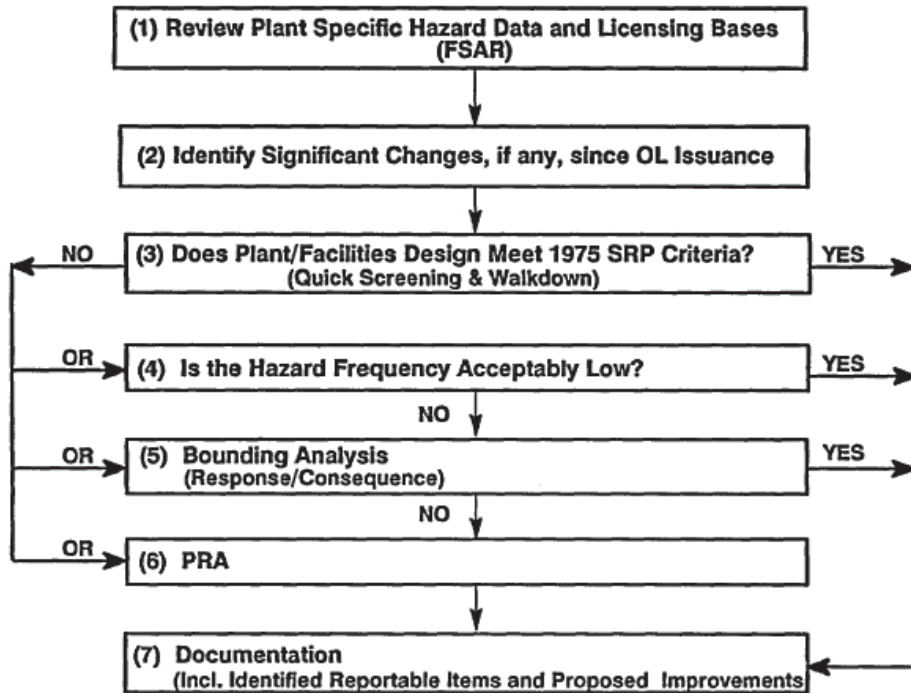 (1) Review Plant Specific Hazard Data and Licensing Bases
(FSAR)
(2) Identify Significant Changes, if any, since OL Issuance
NO
(3) Does Plant/Facilities Design Meet 1975 SRP Criteria?
YES
(Quick Screening & Walkdown)
OR
(4) Is the Hazard Frequency Acceptably Low?
YES
NO
OR
(5) Bounding Analysis
YES
(Response/Consequence)
NO
OR
(6) PRA
(7) Documentation
(Incl. Identified Reportable Items and Proposed Improvements